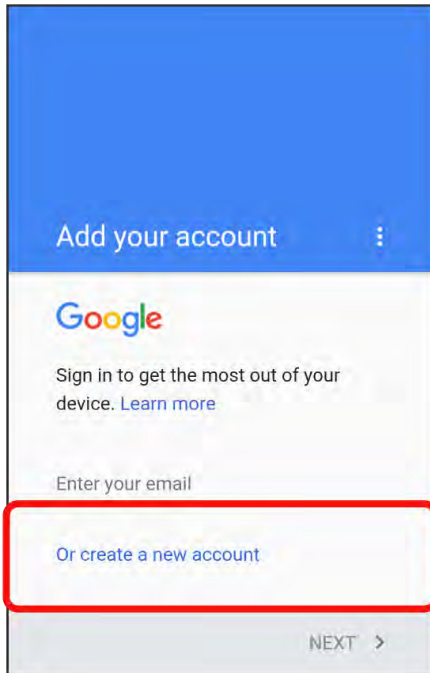 Add your account
Google
Sign in to get the most out of your
device. Learn more
Enter your email
Or create a new account
NEXT >